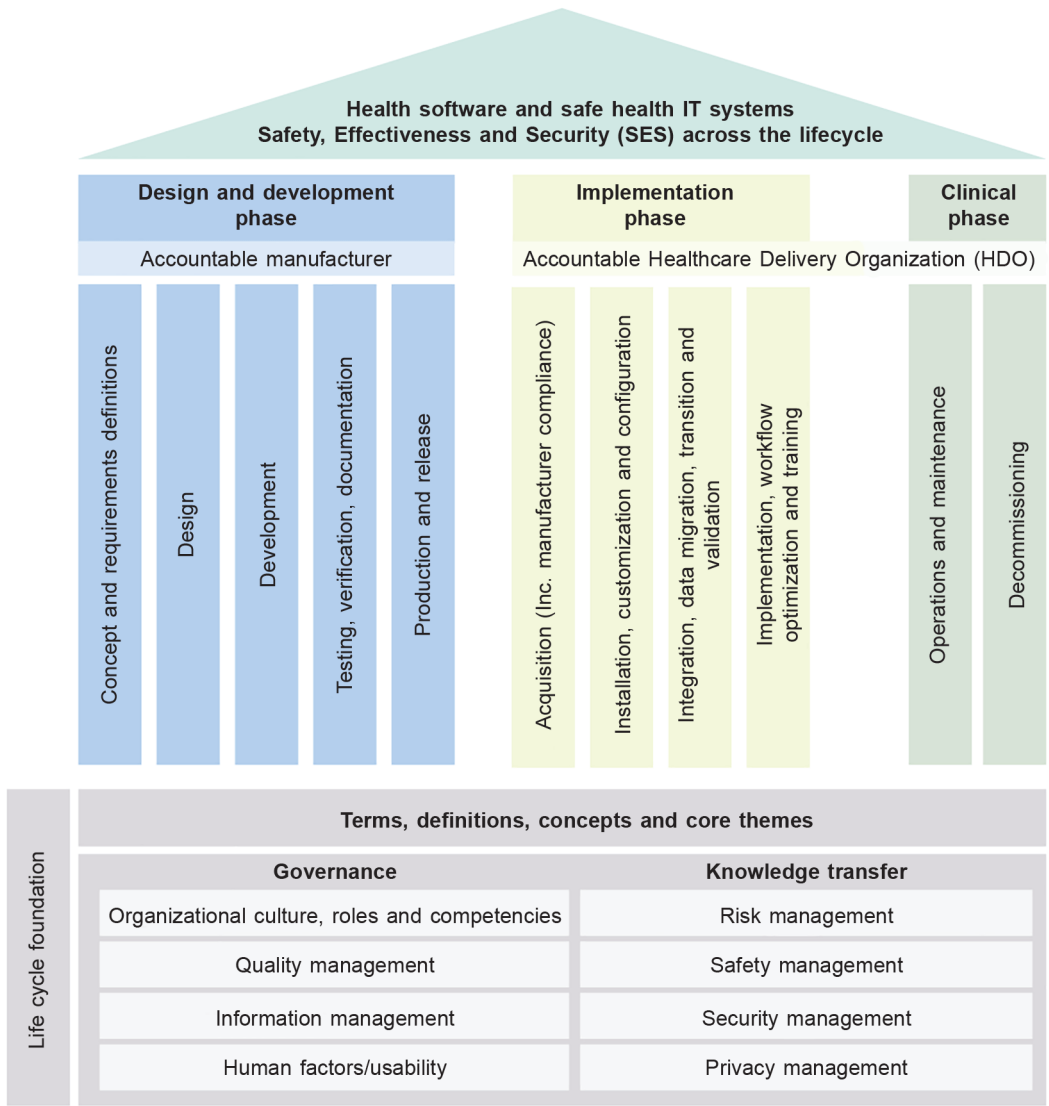 Health software and safe health IT systems
Safety, Effectiveness and Security (SES) across the lifecycle
Design and development
phase
Accountable manufacturer
Concept and requirements definitions
Design
Development
Testing, verification, documentation
Production and release
Implementation
phase
Clinical
phase
Accountable Healthcare Delivery Organization (HDO)
Acquisition (Inc. manufacturer compliance)
Installation, customization and configuration
Integration, data migration, transition and
validation
Implementation, workflow
optimization and training
Operations and maintenance
Decommissioning
Life cycle foundation
Terms, definitions, concepts and core themes
Governance
Organizational culture, roles and competencies
Quality management
Information management
Human factors/usability
Knowledge transfer
Risk management
Safety management
Security management
Privacy management